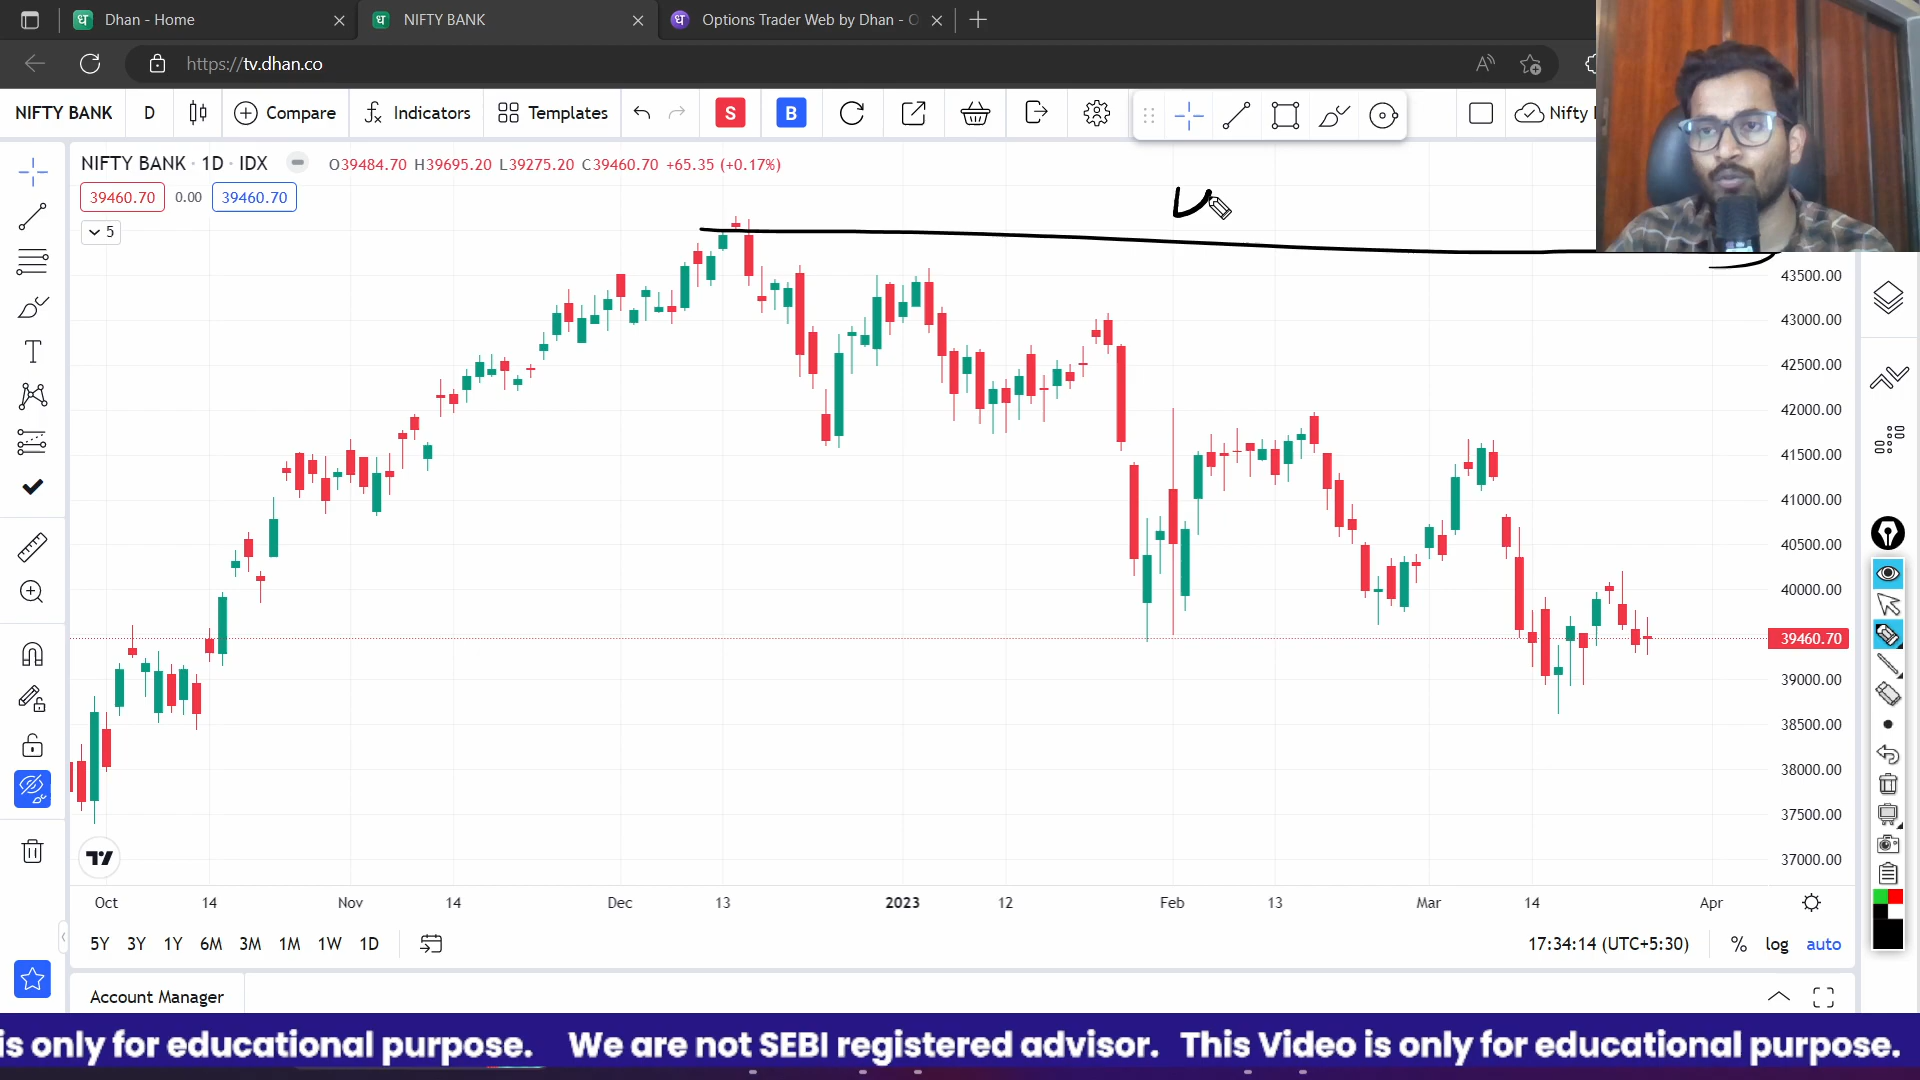 Dhan - Home
NIFTY BANK
Options Trader Web by Dhan -
https://tv.dhan.co
NIFTY BANK D Compare Indicators Templates S B Nifty
NIFTY BANK · 1D · IDX O39484.70 H39695.20 L39275.20 C39460.70 +65.35 (+0.17%)
39460.70 0.00 39460.70
5
43500.00
43000.00
42500.00
42000.00
41500.00
41000.00
40500.00
40000.00
39460.70
39000.00
38500.00
38000.00
37500.00
37000.00
Oct 14 Nov 14 Dec 13 2023 12 Feb 13 Mar 14 Apr
5Y 3Y 1Y 6M 3M 1M 1W 1D 17:34:14 (UTC+5:30) % log auto
Account Manager
is only for educational purpose. We are not SEBI registered advisor. This Video is only for educational purpose.